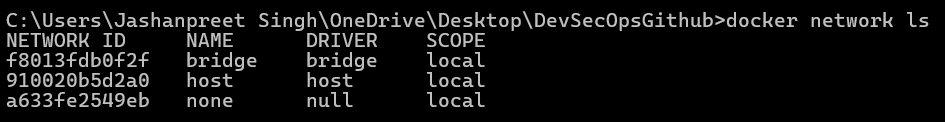 C:\Users\Jashanpreet Singh\OneDrive\Desktop\DevSecOpsGithub>docker network ls
NETWORK ID     NAME      DRIVER    SCOPE
f8013fdb0f2f   bridge    bridge    local
910020b5d2a0   host      host      local
a633fe2549eb   none      null      local